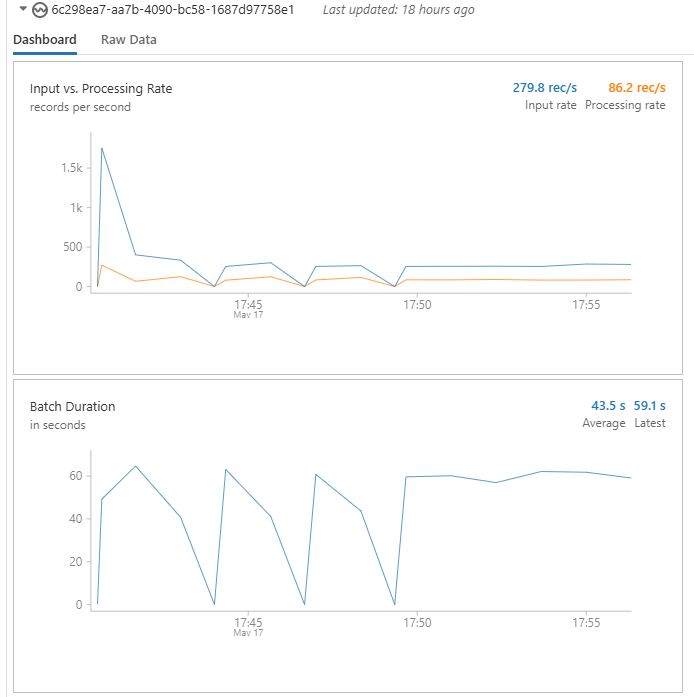 6c298ea7-aa7b-4090-bc58-1687d97758e1 Last updated: 18 hours ago
Dashboard Raw Data
Input vs. Processing Rate 279.8 rec/s 86.2 rec/s
records per second Input rate Processing rate
1.5k
1k
500
0
17:45 17:50 17:55
May 17
Batch Duration 43.5 s 59.1 s
in seconds Average Latest
60
40
20
0
17:45 17:50 17:55
May 17